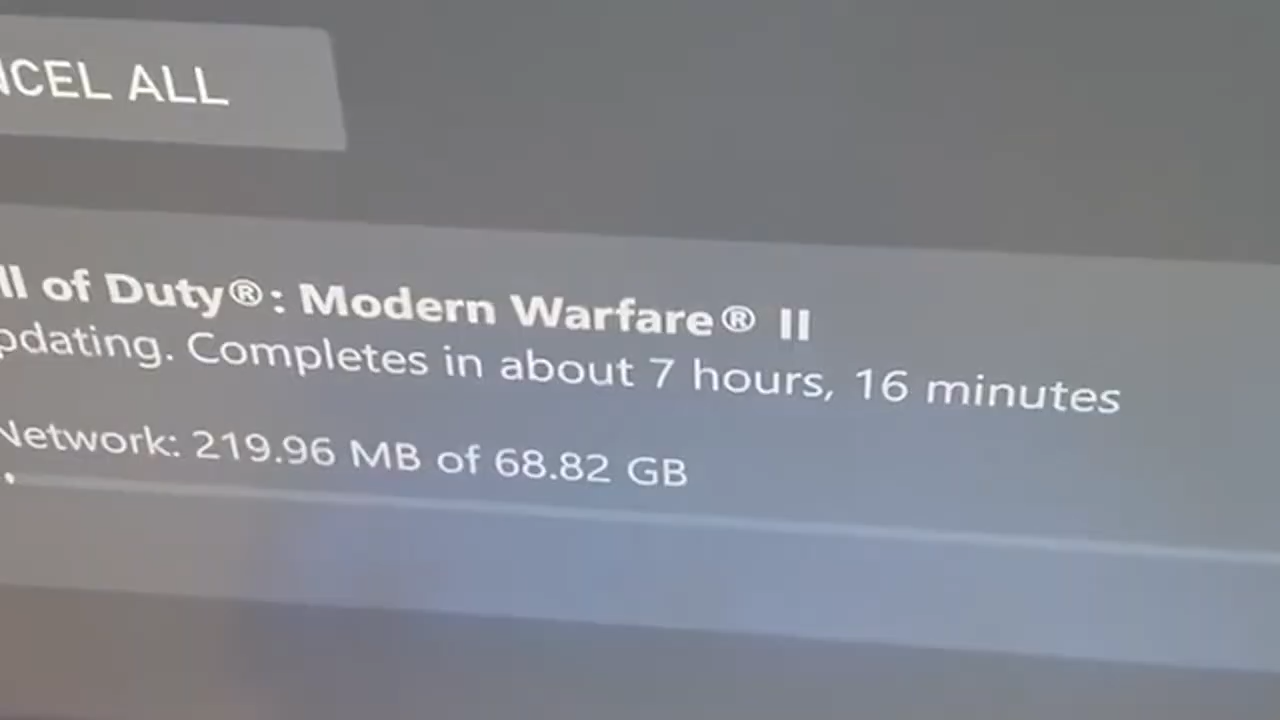 NCEL ALL
ll of Duty®: Modern Warfare® II
pdating. Completes in about 7 hours, 16 minutes
Network: 219.96 MB of 68.82 GB